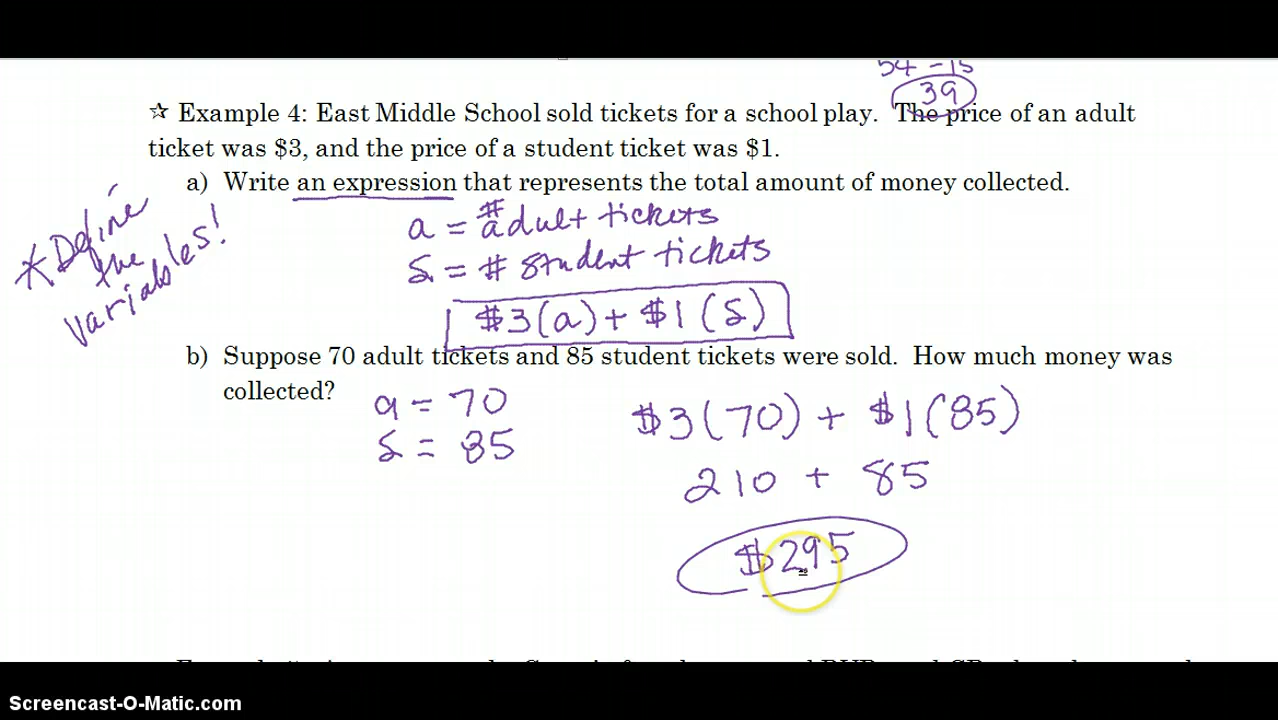 54 - 15
39
☆ Example 4: East Middle School sold tickets for a school play. The price of an adult
ticket was $3, and the price of a student ticket was $1.
a) Write an expression that represents the total amount of money collected.
* Define
the
variables!
a = # adult tickets
s = # student tickets
$3(a) + $1(s)
b) Suppose 70 adult tickets and 85 student tickets were sold. How much money was
collected?
a = 70
s = 85
$3(70) + $1(85)
210 + 85
$295
Screencast-O-Matic.com